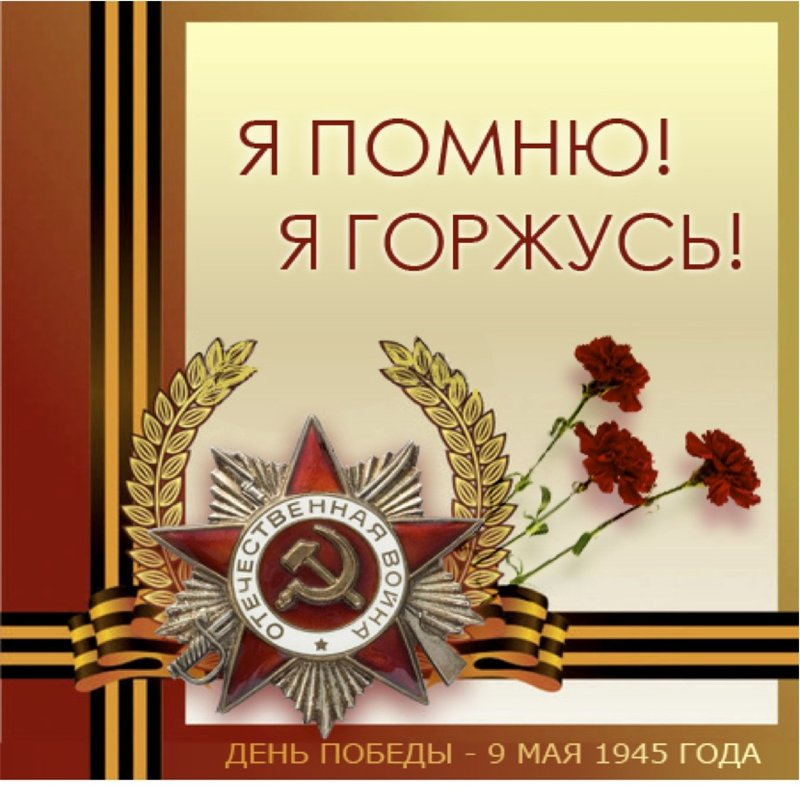 Я ПОМНЮ!
Я ГОРЖУСЬ!
ОТЕЧЕСТВЕННАЯ ВОЙНА
ДЕНЬ ПОБЕДЫ - 9 МАЯ 1945 ГОДА